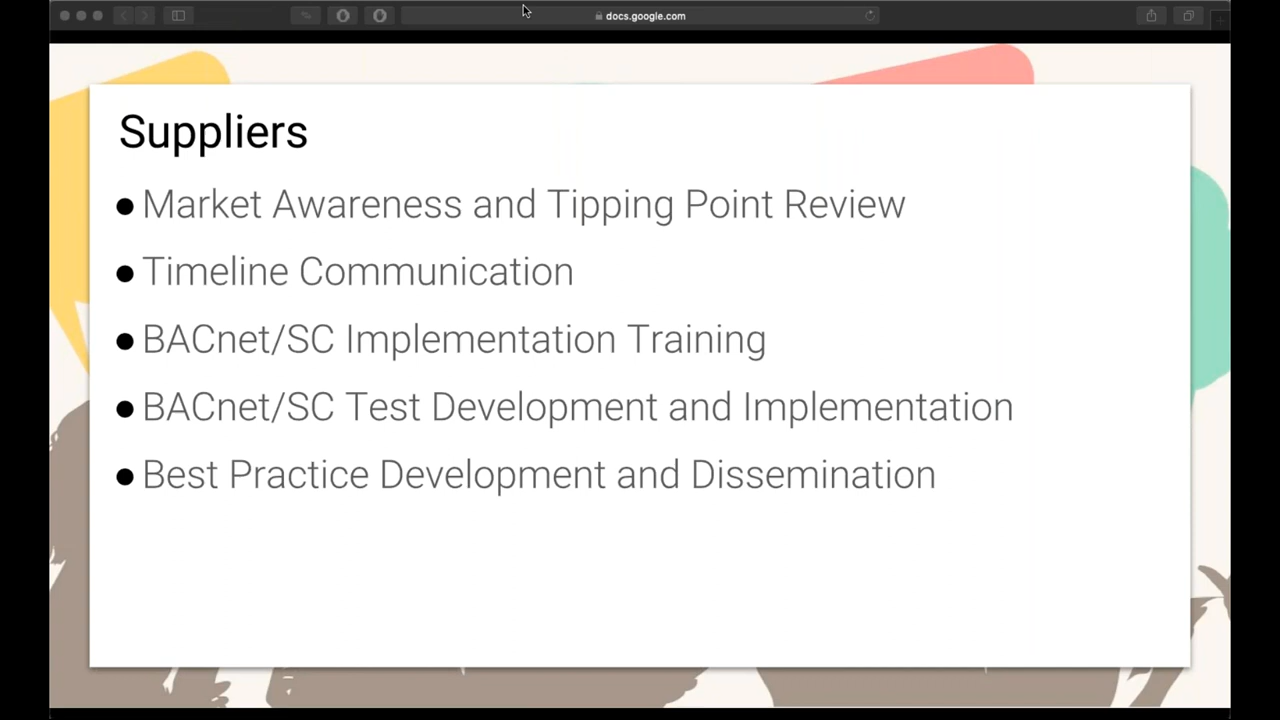 docs.google.com
Suppliers
● Market Awareness and Tipping Point Review
● Timeline Communication
● BACnet/SC Implementation Training
● BACnet/SC Test Development and Implementation
● Best Practice Development and Dissemination